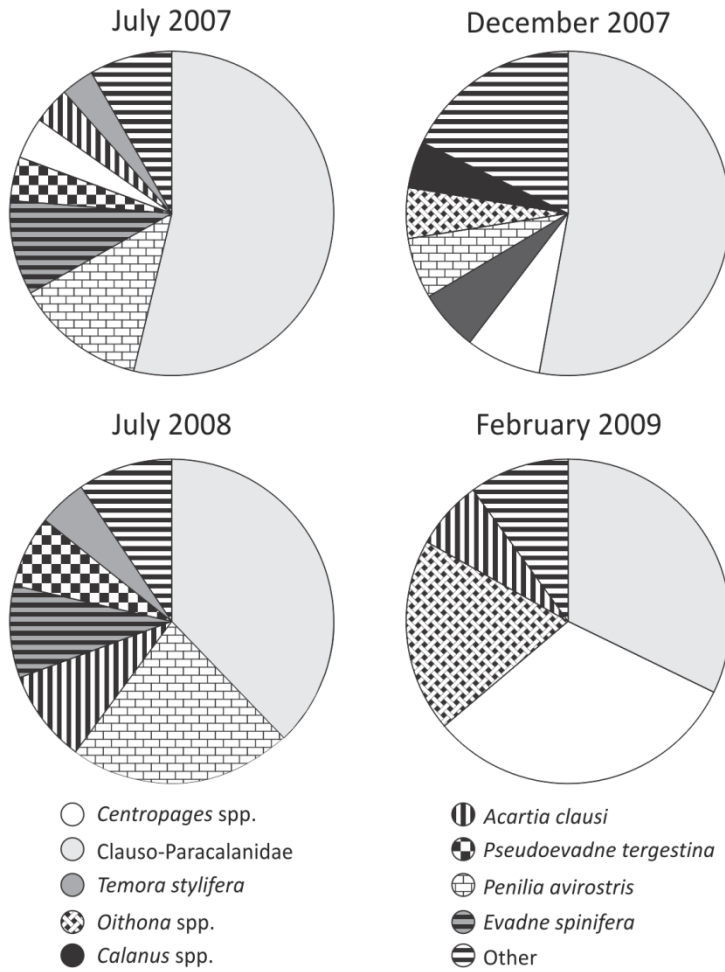 July 2007
December 2007
July 2008
February 2009
Centropages spp.
Clauso-Paracalanidae
Temora stylifera
Oithona spp.
Calanus spp.
Acartia clausi
Pseudoevadne tergestina
Penilia avirostris
Evadne spinifera
Other